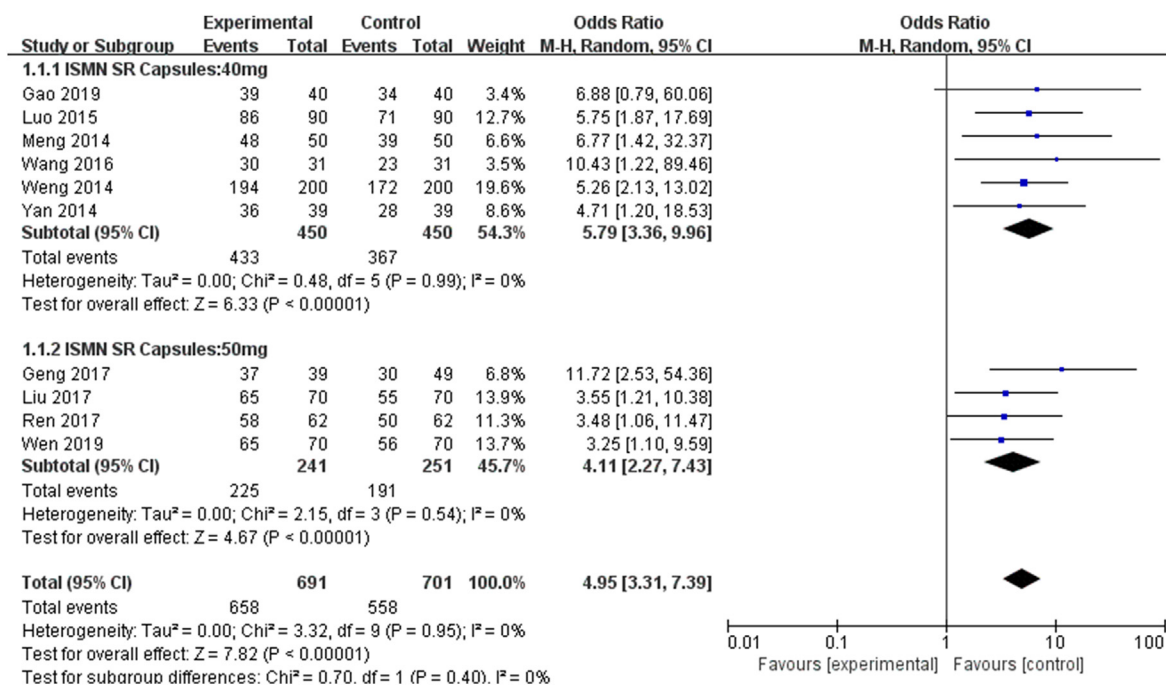 Experimental Control Odds Ratio Odds Ratio
Study or Subgroup Events Total Events Total Weight M-H, Random, 95% CI M-H, Random, 95% CI
1.1.1 ISMN SR Capsules:40mg
Gao 2019 39 40 34 40 3.4% 6.88 [0.79, 60.06]
Luo 2015 86 90 71 90 12.7% 5.75 [1.87, 17.69]
Meng 2014 48 50 39 50 6.6% 6.77 [1.42, 32.37]
Wang 2016 30 31 23 31 3.5% 10.43 [1.22, 89.46]
Weng 2014 194 200 172 200 19.6% 5.26 [2.13, 13.02]
Yan 2014 36 39 28 39 8.6% 4.71 [1.20, 18.53]
Subtotal (95% CI) 450 450 54.3% 5.79 [3.36, 9.96]
Total events 433 367
Heterogeneity: Tau² = 0.00; Chi² = 0.48, df = 5 (P = 0.99); I² = 0%
Test for overall effect: Z = 6.33 (P < 0.00001)
1.1.2 ISMN SR Capsules:50mg
Geng 2017 37 39 30 49 6.8% 11.72 [2.53, 54.36]
Liu 2017 65 70 55 70 13.9% 3.55 [1.21, 10.38]
Ren 2017 58 62 50 62 11.3% 3.48 [1.06, 11.47]
Wen 2019 65 70 56 70 13.7% 3.25 [1.10, 9.59]
Subtotal (95% CI) 241 251 45.7% 4.11 [2.27, 7.43]
Total events 225 191
Heterogeneity: Tau² = 0.00; Chi² = 2.15, df = 3 (P = 0.54); I² = 0%
Test for overall effect: Z = 4.67 (P < 0.00001)
Total (95% CI) 691 701 100.0% 4.95 [3.31, 7.39]
Total events 658 558
Heterogeneity: Tau² = 0.00; Chi² = 3.32, df = 9 (P = 0.95); I² = 0%
Test for overall effect: Z = 7.82 (P < 0.00001)
Test for subgroup differences: Chi² = 0.70, df = 1 (P = 0.40), I² = 0%
0.01 0.1 1 10 100
Favours [experimental] Favours [control]